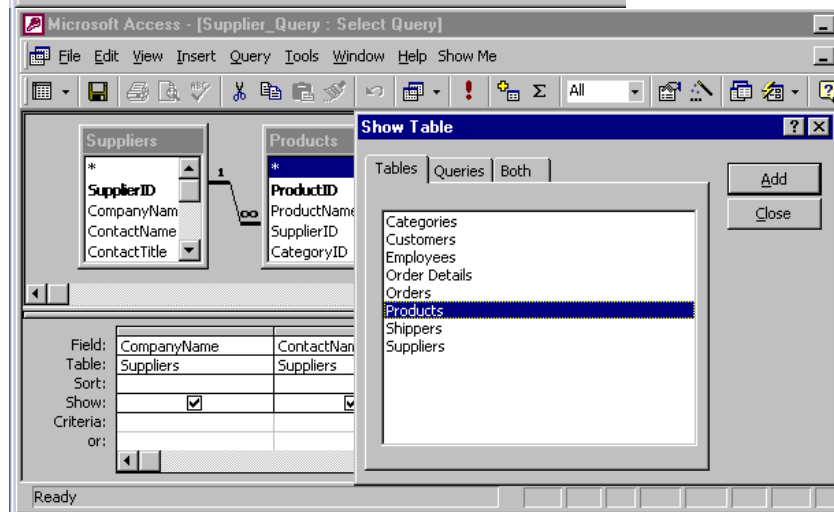 Microsoft Access - [Supplier_Query : Select Query]
File Edit View Insert Query Tools Window Help Show Me
ABC Σ All
Suppliers
*
SupplierID
CompanyNam
ContactName
ContactTitle
1
∞
Products
*
ProductID
ProductName
SupplierID
CategoryID
Show Table
Tables Queries Both
Categories
Customers
Employees
Order Details
Orders
Products
Shippers
Suppliers
Add
Close
Field: CompanyName ContactNam
Table: Suppliers Suppliers
Sort:
Show:
Criteria:
or:
Ready